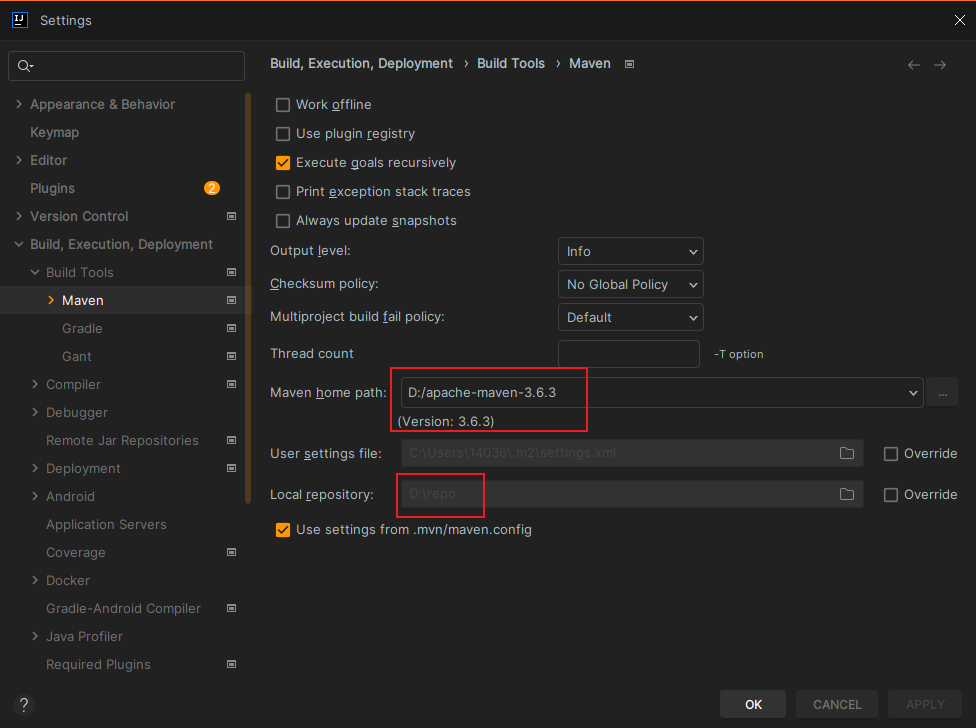 Settings
Build, Execution, Deployment › Build Tools › Maven
Appearance & Behavior
Keymap
Editor
Plugins 2
Version Control
Build, Execution, Deployment
Build Tools
Maven
Gradle
Gant
Compiler
Debugger
Remote Jar Repositories
Deployment
Android
Application Servers
Coverage
Docker
Gradle-Android Compiler
Java Profiler
Required Plugins
Work offline
Use plugin registry
Execute goals recursively
Print exception stack traces
Always update snapshots
Output level: Info
Checksum policy: No Global Policy
Multiproject build fail policy: Default
Thread count -T option
Maven home path: D:/apache-maven-3.6.3 ...
(Version: 3.6.3)
User settings file: C:\Users\14036\.m2\settings.xml Override
Local repository: D:\repo Override
Use settings from .mvn/maven.config
? OK CANCEL APPLY